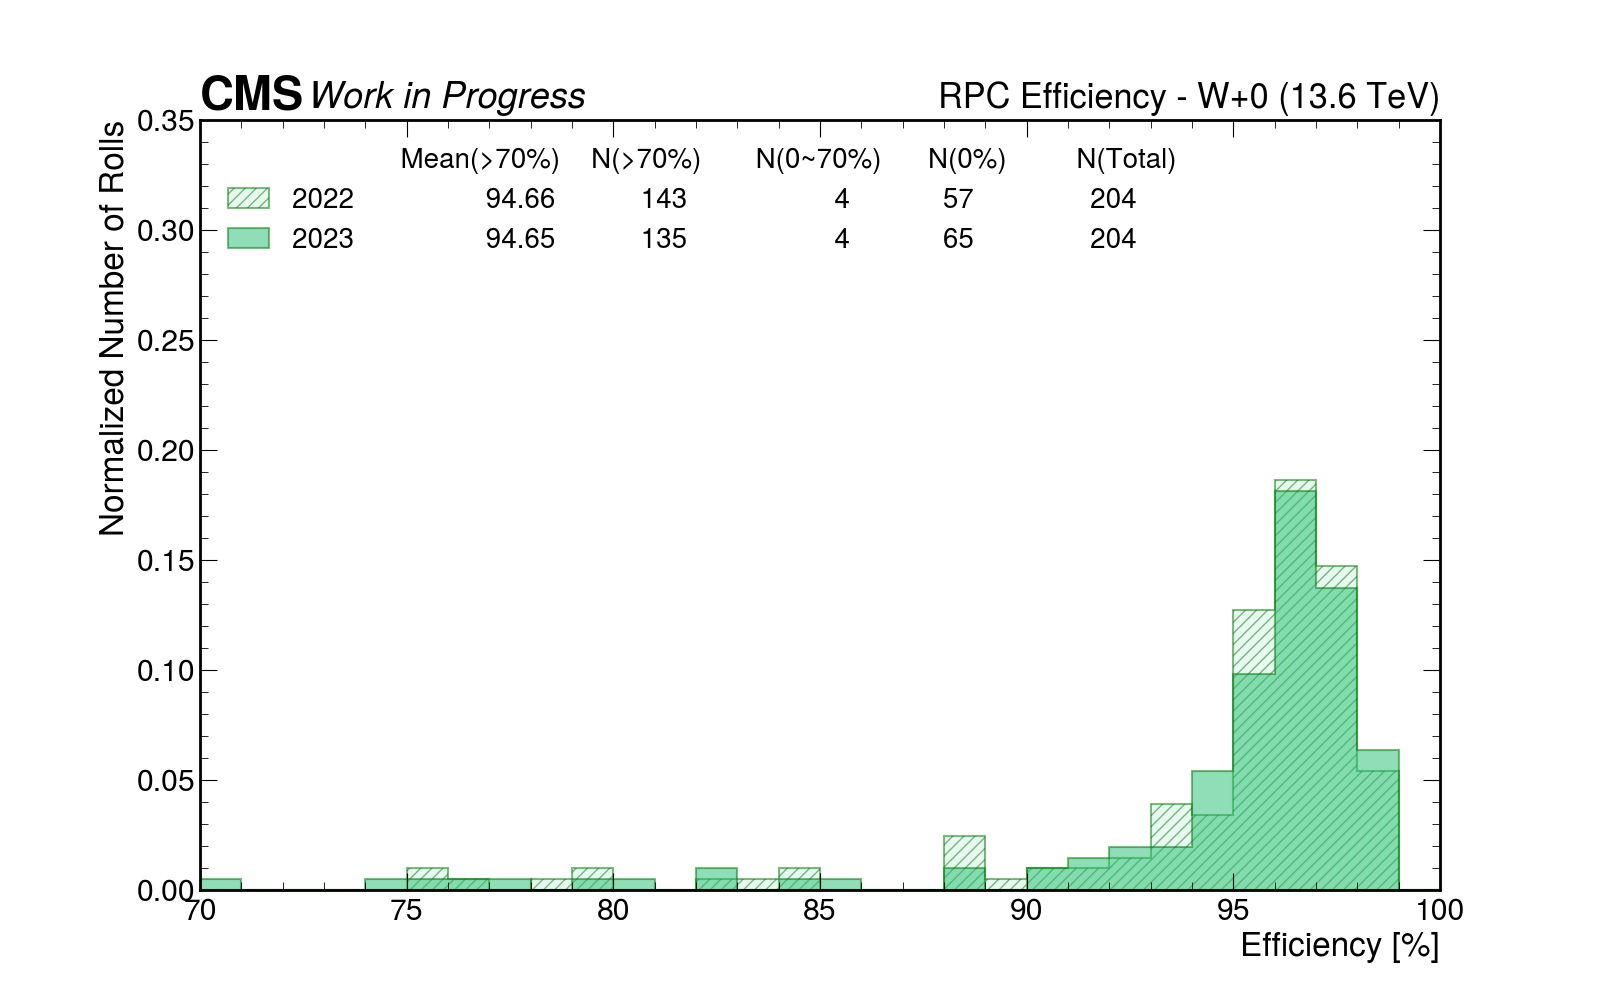 CMS Work in Progress RPC Efficiency - W+0 (13.6 TeV)
Normalized Number of Rolls
0.35
0.30
0.25
0.20
0.15
0.10
0.05
0.00
Mean(>70%) N(>70%) N(0~70%) N(0%) N(Total)
2022 94.66 143 4 57 204
2023 94.65 135 4 65 204
70 75 80 85 90 95 100
Efficiency [%]